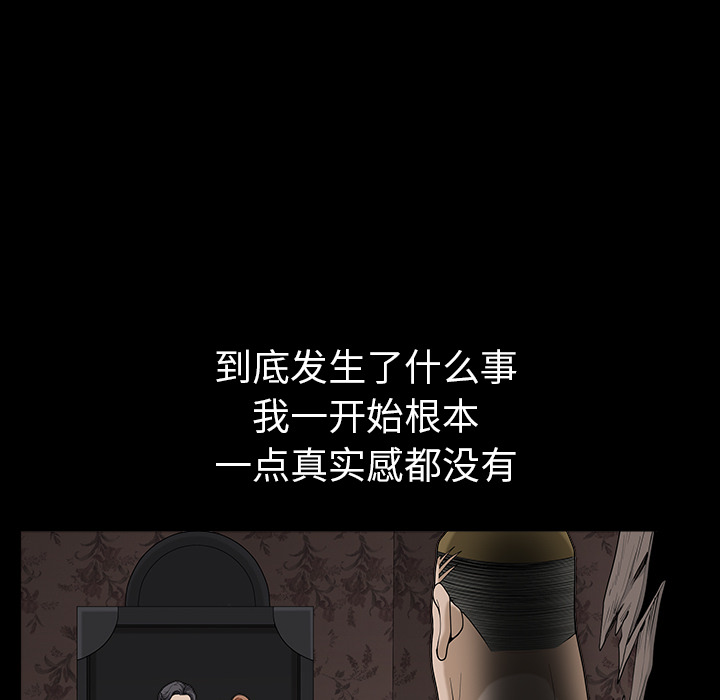 到底发生了什么事
我一开始根本
一点真实感都没有